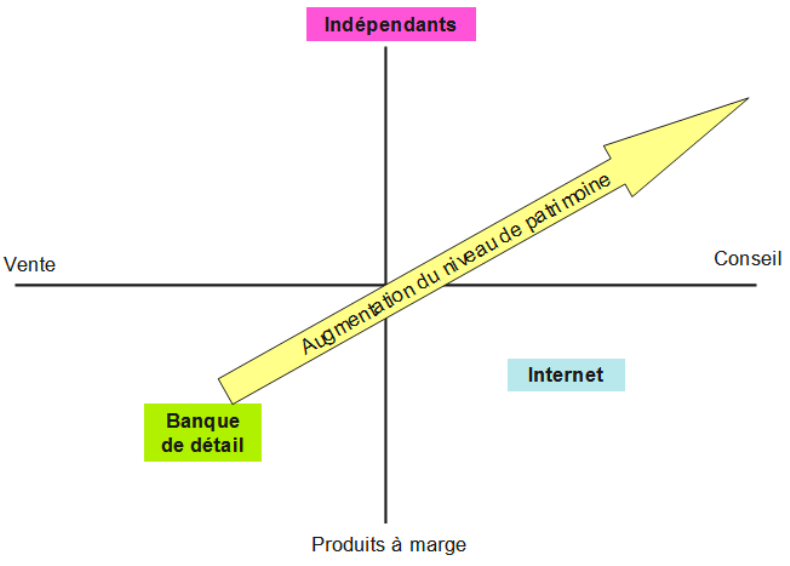 Indépendants
Augmentation du niveau de patrimoine
Vente
Conseil
Internet
Banque
de détail
Produits à marge